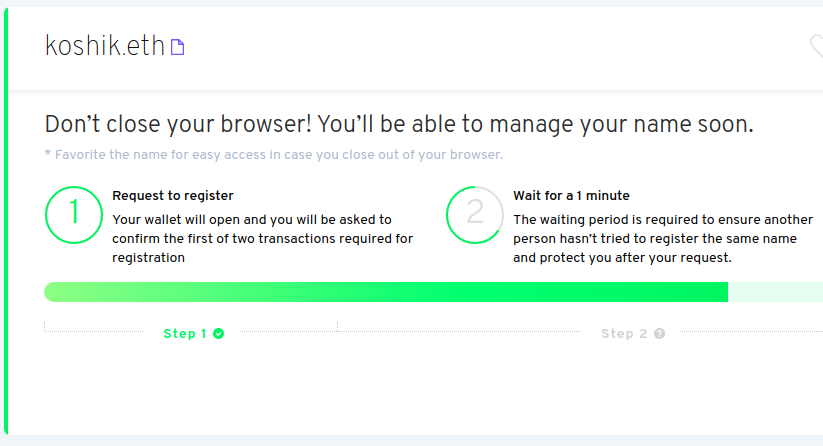 koshik.eth
Don’t close your browser! You’ll be able to manage your name soon.
* Favorite the name for easy access in case you close out of your browser.
1
Request to register
Your wallet will open and you will be asked to
confirm the first of two transactions required for
registration
2
Wait for a 1 minute
The waiting period is required to ensure another
person hasn’t tried to register the same name
and protect you after your request.
Step 1
Step 2 ?